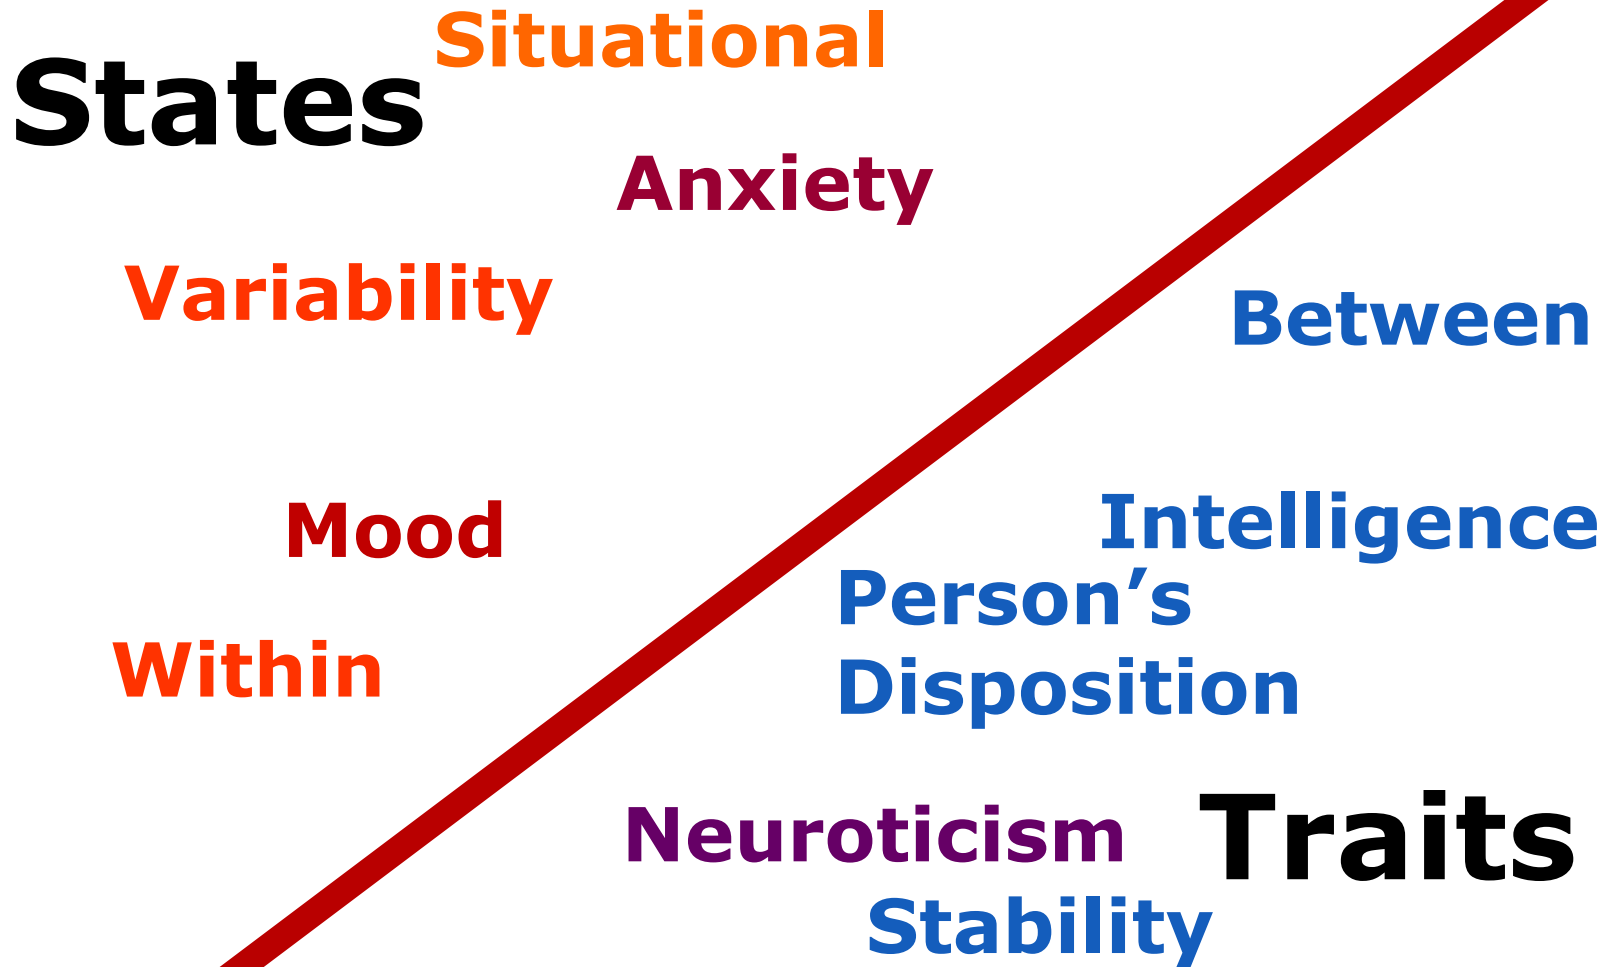 Situational
States
Anxiety
Variability
Between
Mood
Intelligence
Person’s
Disposition
Within
Neuroticism
Traits
Stability